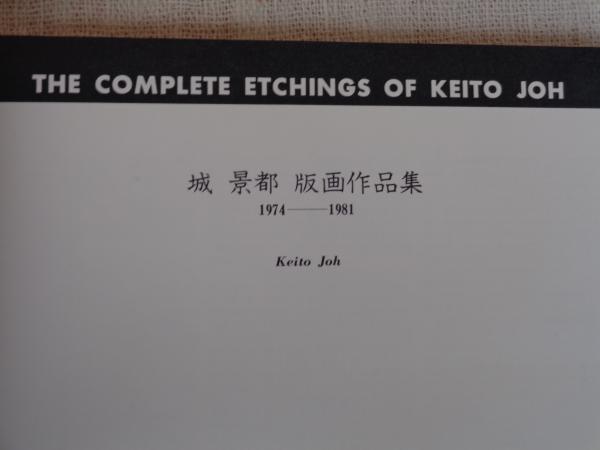 THE COMPLETE ETCHINGS OF KEITO JOH
城 景都 版画作品集
1974——1981
Keito Joh